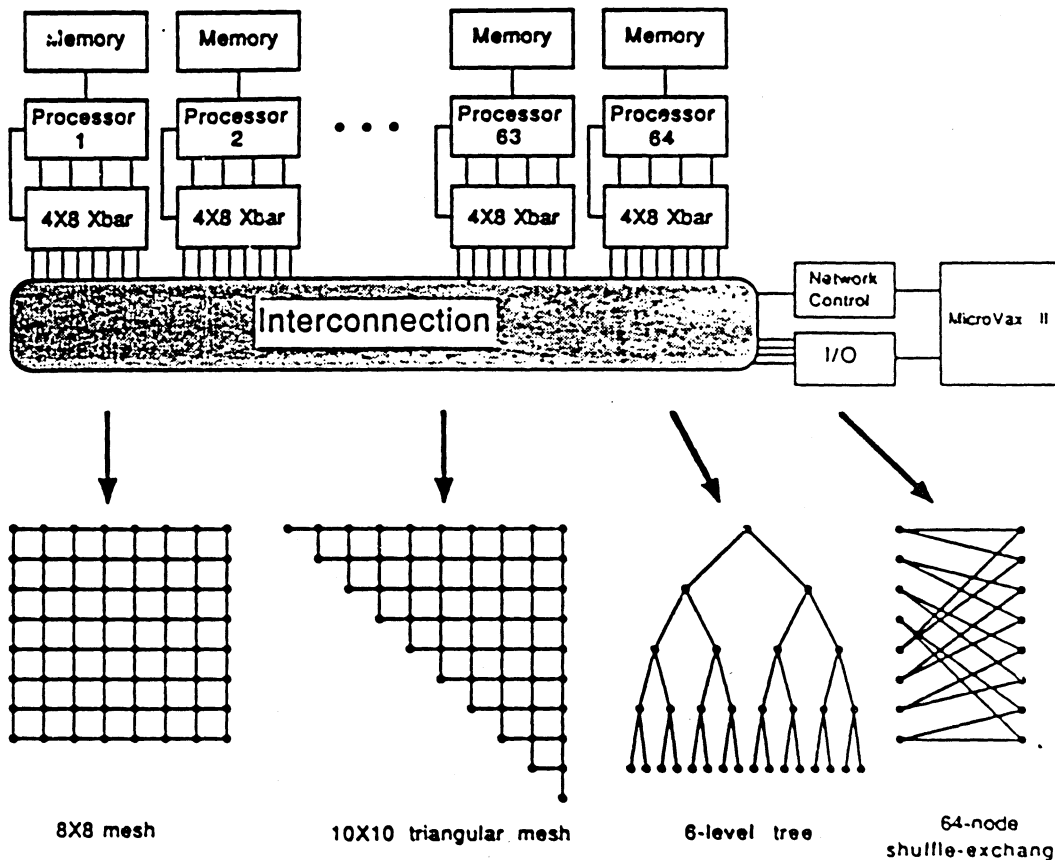 Memory
Memory
Memory
Memory
Processor
1
Processor
2
Processor
63
Processor
64
4X8 Xbar
4X8 Xbar
4X8 Xbar
4X8 Xbar
Interconnection
Network
Control
I/O
MicroVax II
8X8 mesh
10X10 triangular mesh
6-level tree
64-node
shuffle-exchang